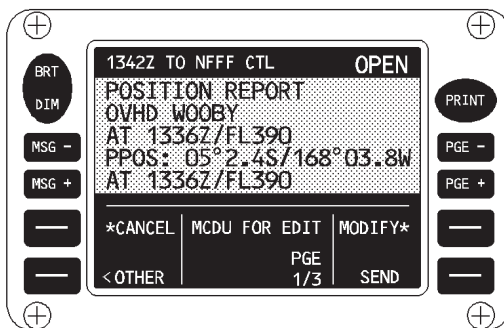 1342Z TO NFFF CTL OPEN
BRT
DIM
POSITION REPORT
OVHD WOOBY
AT 1336Z/FL390
PPOS: 05°2.4S/168°03.8W
AT 1336Z/FL390
PRINT
MSG -
MSG +
PGE -
PGE +
*CANCEL MCDU FOR EDIT MODIFY*
PGE
<OTHER 1/3 SEND